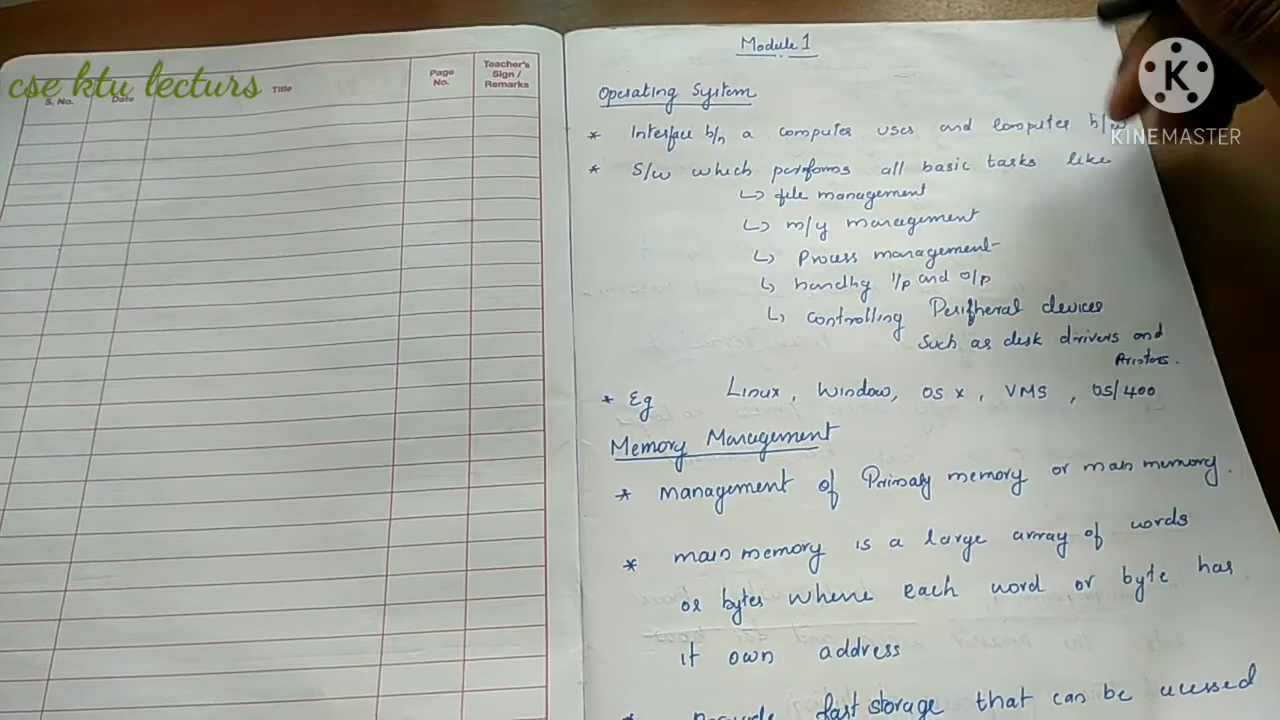 cse ktu lecturs
S. No.
Date
Title
Page No.
Teacher's Sign / Remarks
KINEMASTER
Module 1
Operating System
* Interface b/n a computer user and computer h/w
* S/w which performs all basic tasks like
↳ file management
↳ m/y management
↳ Process management
↳ handling i/p and o/p
↳ controlling Peripheral devices
such as disk drivers and
* Eg Linux, Window, OS X, VMS, OS/400
Memory Management
* Management of Primary memory or main memory.
* main memory is a large array of words
or bytes where each word or byte has
it own address
* Provide fast storage that can be